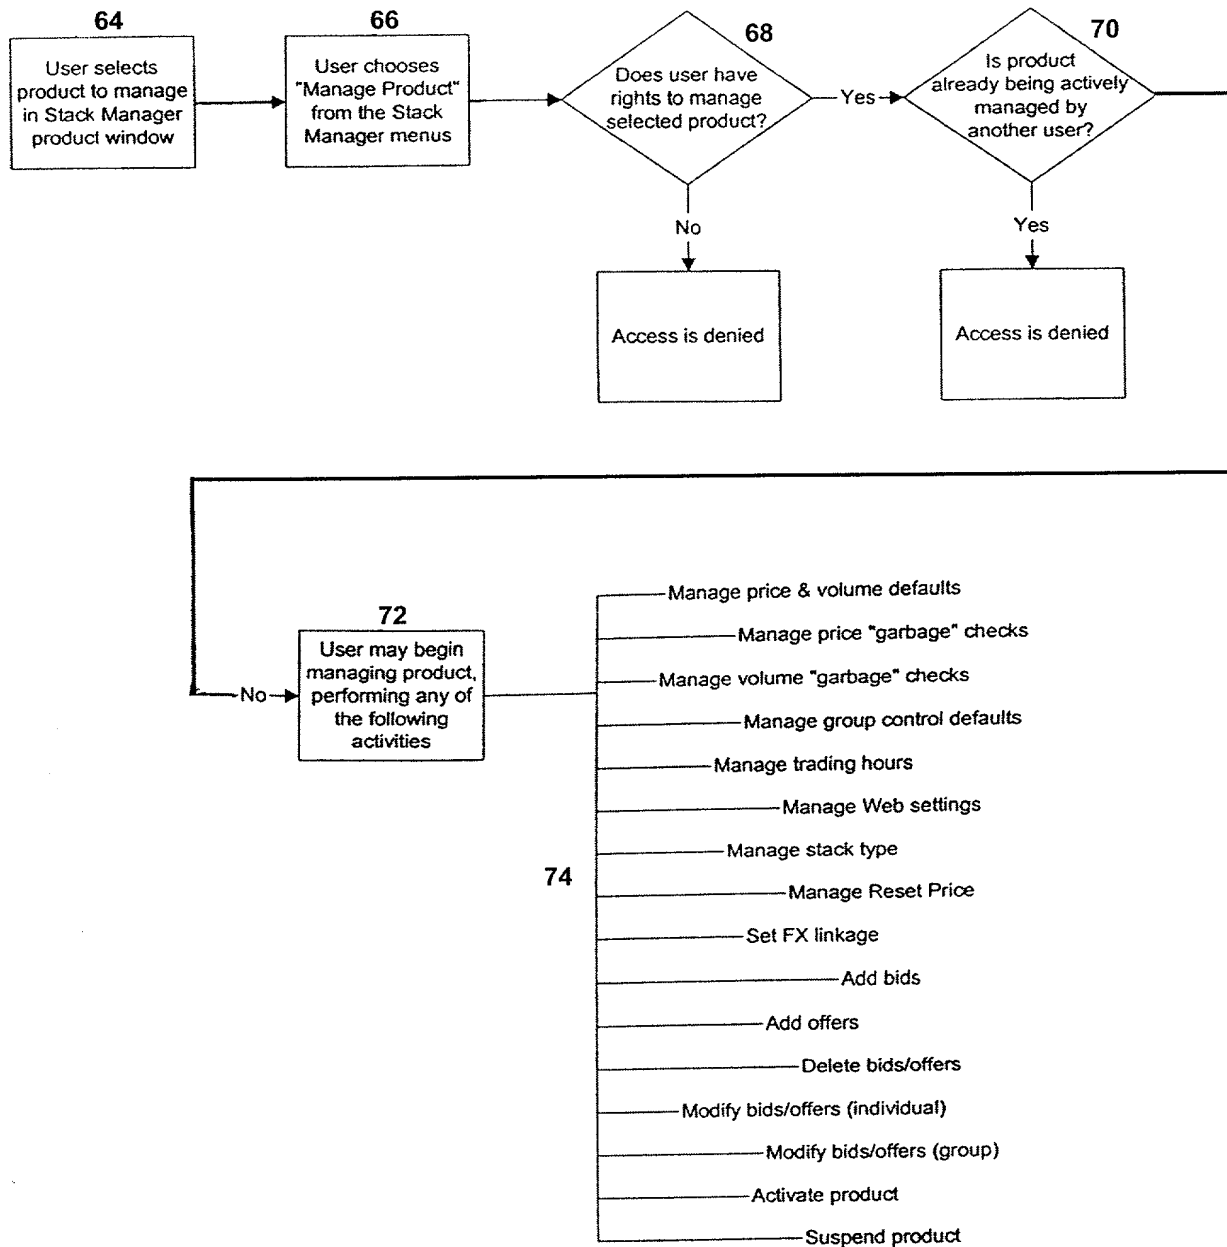 64
User selects
product to manage
in Stack Manager
product window
66
User chooses
"Manage Product"
from the Stack
Manager menus
68
Does user have
rights to manage
selected product?
Yes
70
Is product
already being actively
managed by
another user?
No
Yes
Access is denied
Access is denied
No
72
User may begin
managing product,
performing any of
the following
activities
74
Manage price & volume defaults
Manage price "garbage" checks
Manage volume "garbage" checks
Manage group control defaults
Manage trading hours
Manage Web settings
Manage stack type
Manage Reset Price
Set FX linkage
Add bids
Add offers
Delete bids/offers
Modify bids/offers (individual)
Modify bids/offers (group)
Activate product
Suspend product